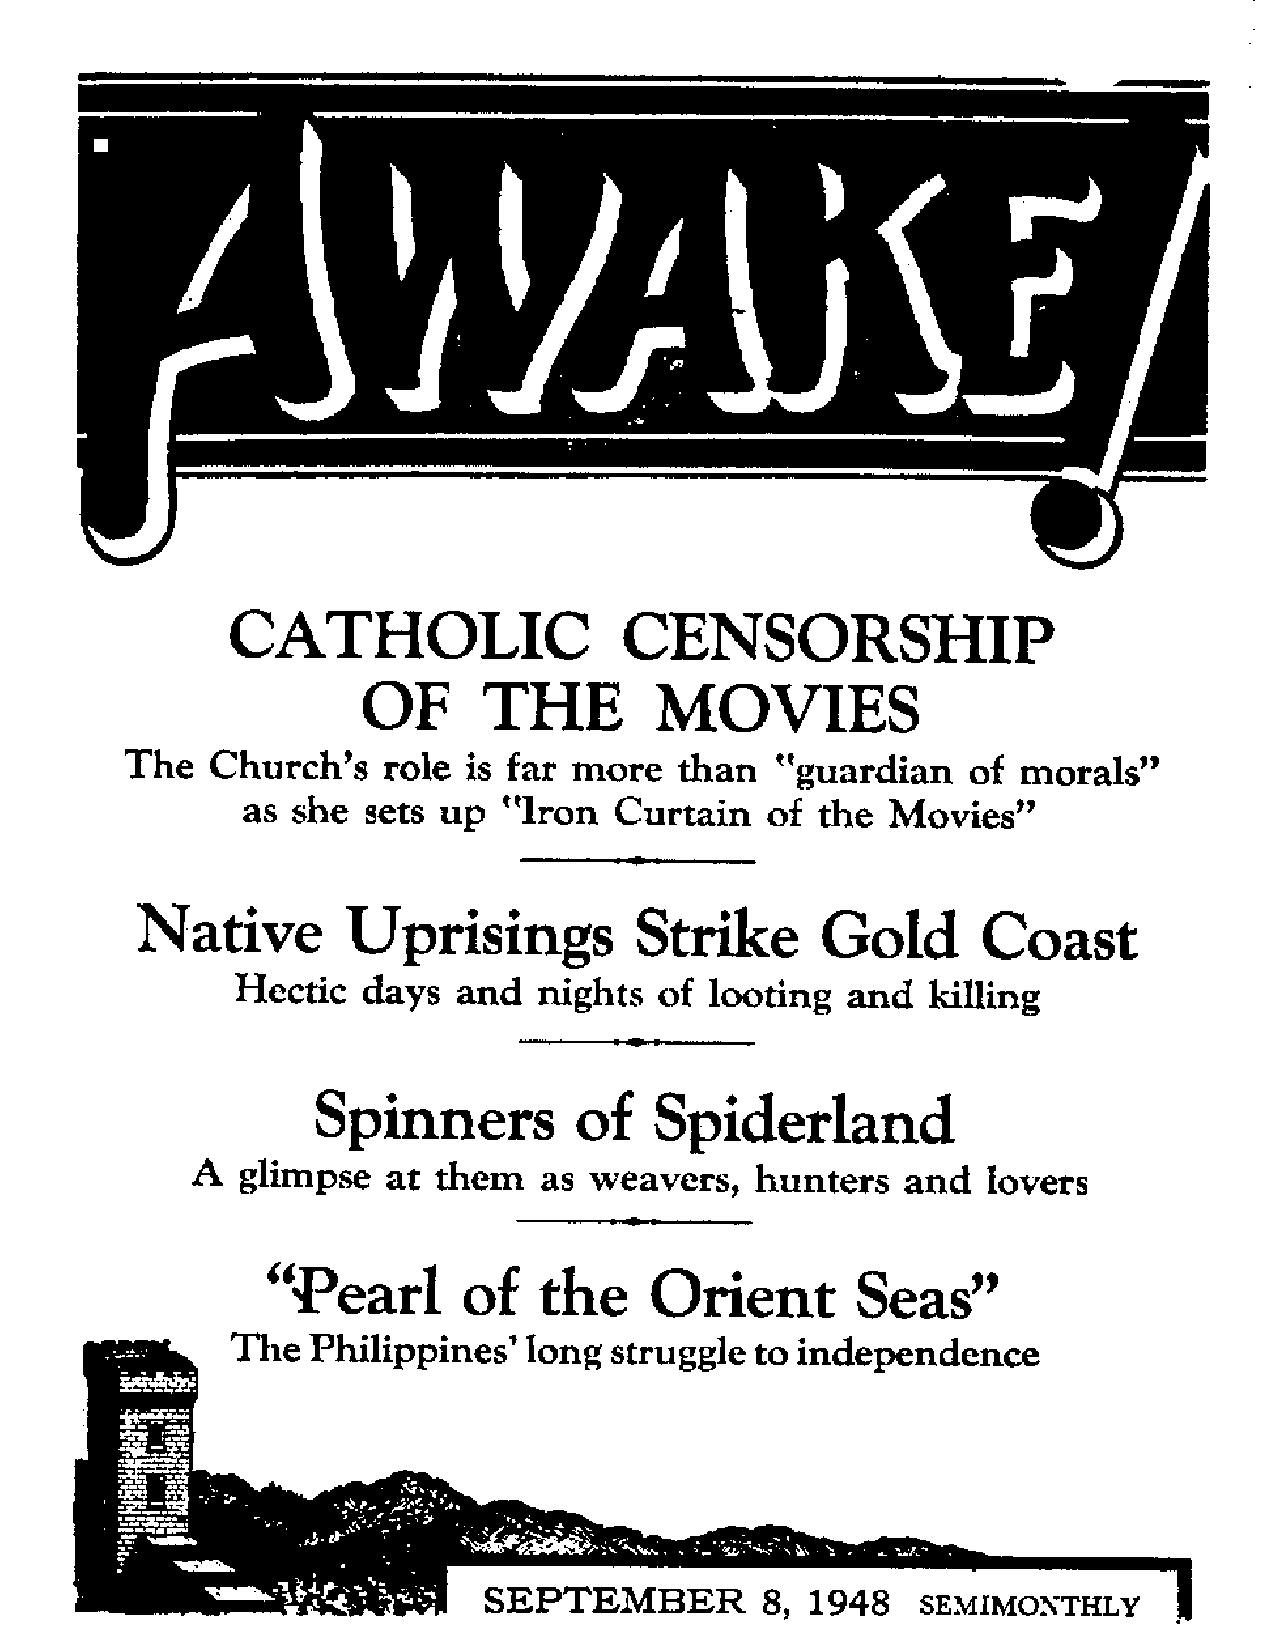 AWAKE!
CATHOLIC CENSORSHIP
OF THE MOVIES
The Church's role is far more than "guardian of morals"
as she sets up "Iron Curtain of the Movies"
Native Uprisings Strike Gold Coast
Hectic days and nights of looting and killing
Spinners of Spiderland
A glimpse at them as weavers, hunters and lovers
“Pearl of the Orient Seas”
The Philippines' long struggle to independence
SEPTEMBER 8, 1948 SEMIMONTHLY